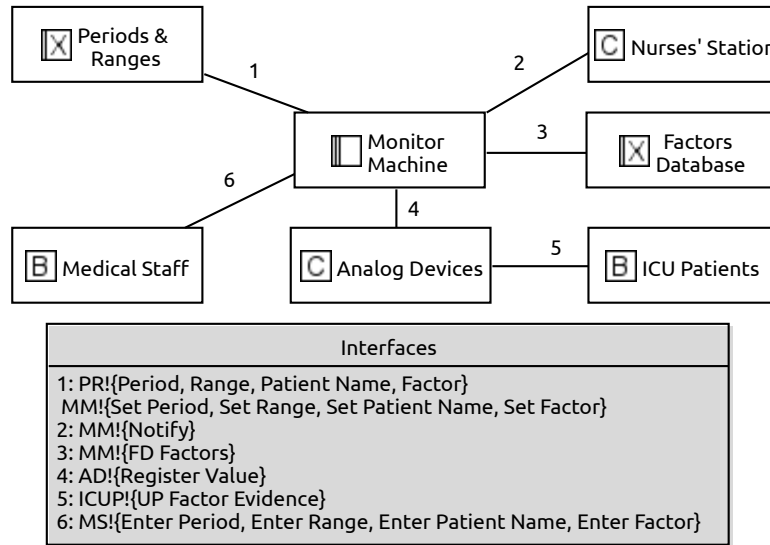 X Periods &
Ranges
C Nurses' Station
1
2
Monitor
Machine
3
X Factors
Database
6
4
B Medical Staff
C Analog Devices
5
B ICU Patients
Interfaces
1: PR!{Period, Range, Patient Name, Factor}
MM!{Set Period, Set Range, Set Patient Name, Set Factor}
2: MM!{Notify}
3: MM!{FD Factors}
4: AD!{Register Value}
5: ICUP!{UP Factor Evidence}
6: MS!{Enter Period, Enter Range, Enter Patient Name, Enter Factor}